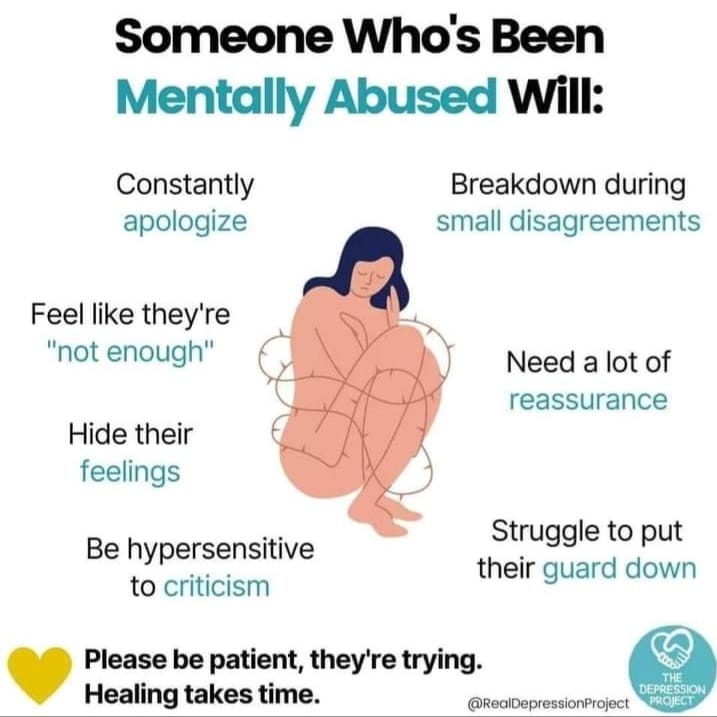 Someone Who's Been
Mentally Abused Will:
Constantly
apologize
Breakdown during
small disagreements
Feel like they're
"not enough"
Need a lot of
reassurance
Hide their
feelings
Be hypersensitive
to criticism
Struggle to put
their guard down
Please be patient, they're trying.
Healing takes time.
@RealDepressionProject
THE
DEPRESSION
PROJECT